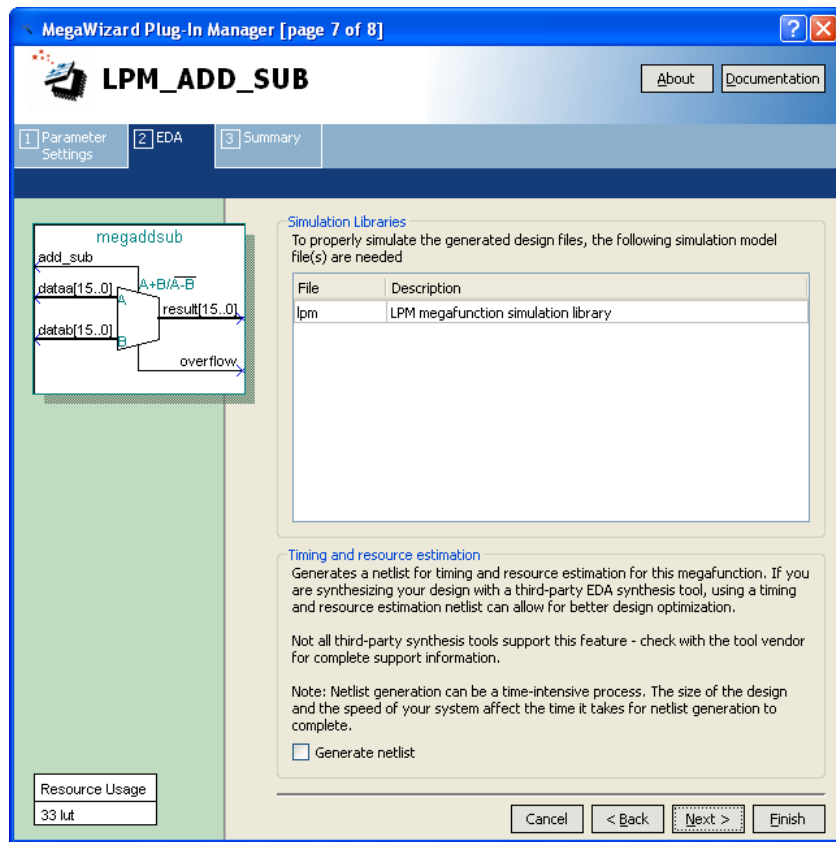 MegaWizard Plug-In Manager [page 7 of 8]
LPM_ADD_SUB
About
Documentation
1 Parameter Settings
2 EDA
3 Summary
megaddsub
add_sub
A+B/A-B
dataa[15..0]
A
result[15..0]
datab[15..0]
B
overflow
Simulation Libraries
To properly simulate the generated design files, the following simulation model
file(s) are needed
File Description
lpm LPM megafunction simulation library
Timing and resource estimation
Generates a netlist for timing and resource estimation for this megafunction. If you
are synthesizing your design with a third-party EDA synthesis tool, using a timing
and resource estimation netlist can allow for better design optimization.
Not all third-party synthesis tools support this feature - check with the tool vendor
for complete support information.
Note: Netlist generation can be a time-intensive process. The size of the design
and the speed of your system affect the time it takes for netlist generation to
complete.
Generate netlist
Resource Usage
33 lut
Cancel
< Back
Next >
Finish